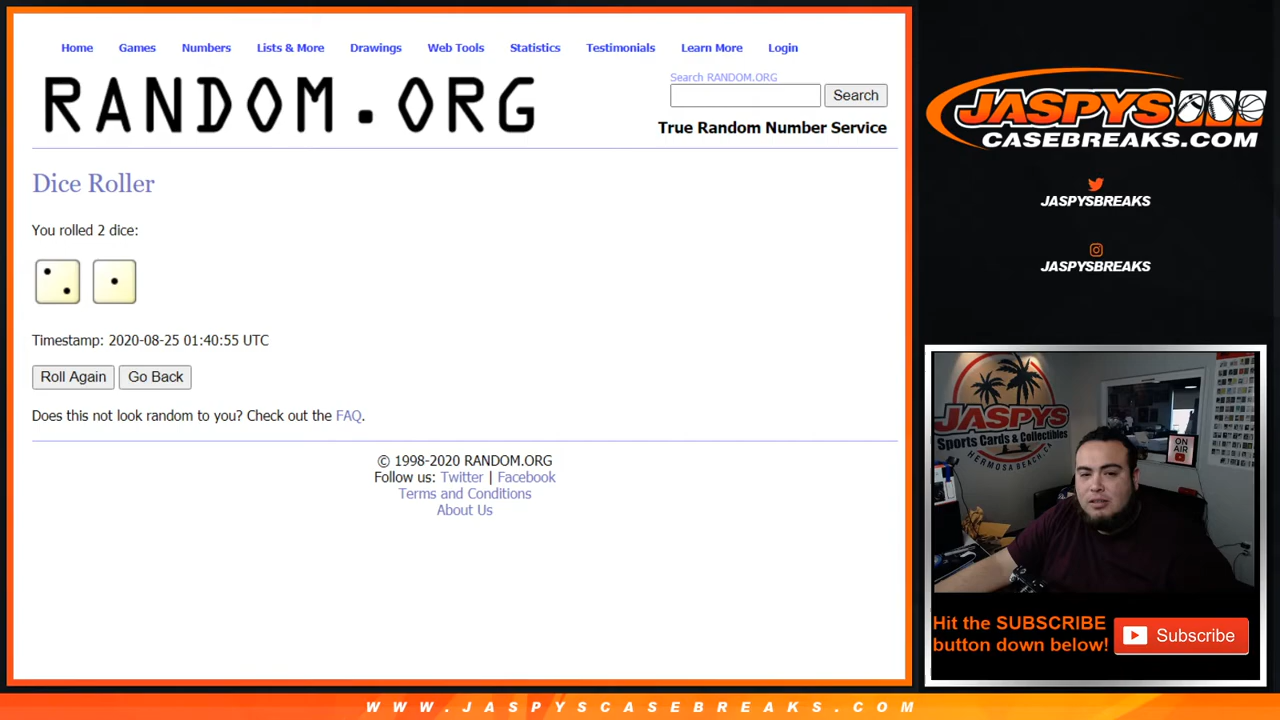 Home Games Numbers Lists & More Drawings Web Tools Statistics Testimonials Learn More Login
RANDOM.ORG
Search RANDOM.ORG
Search
True Random Number Service
Dice Roller
You rolled 2 dice:
Timestamp: 2020-08-25 01:40:55 UTC
Roll Again Go Back
Does this not look random to you? Check out the FAQ.
© 1998-2020 RANDOM.ORG
Follow us: Twitter | Facebook
Terms and Conditions
About Us
JASPYS
CASEBREAKS.COM
JASPYSBREAKS
JASPYSBREAKS
JASPYS
Sports Cards & Collectibles
HERMOSA BEACH, CA
ON
AIR
Hit the SUBSCRIBE
button down below!
Subscribe
WWW.JASPYSCASEBREAKS.COM